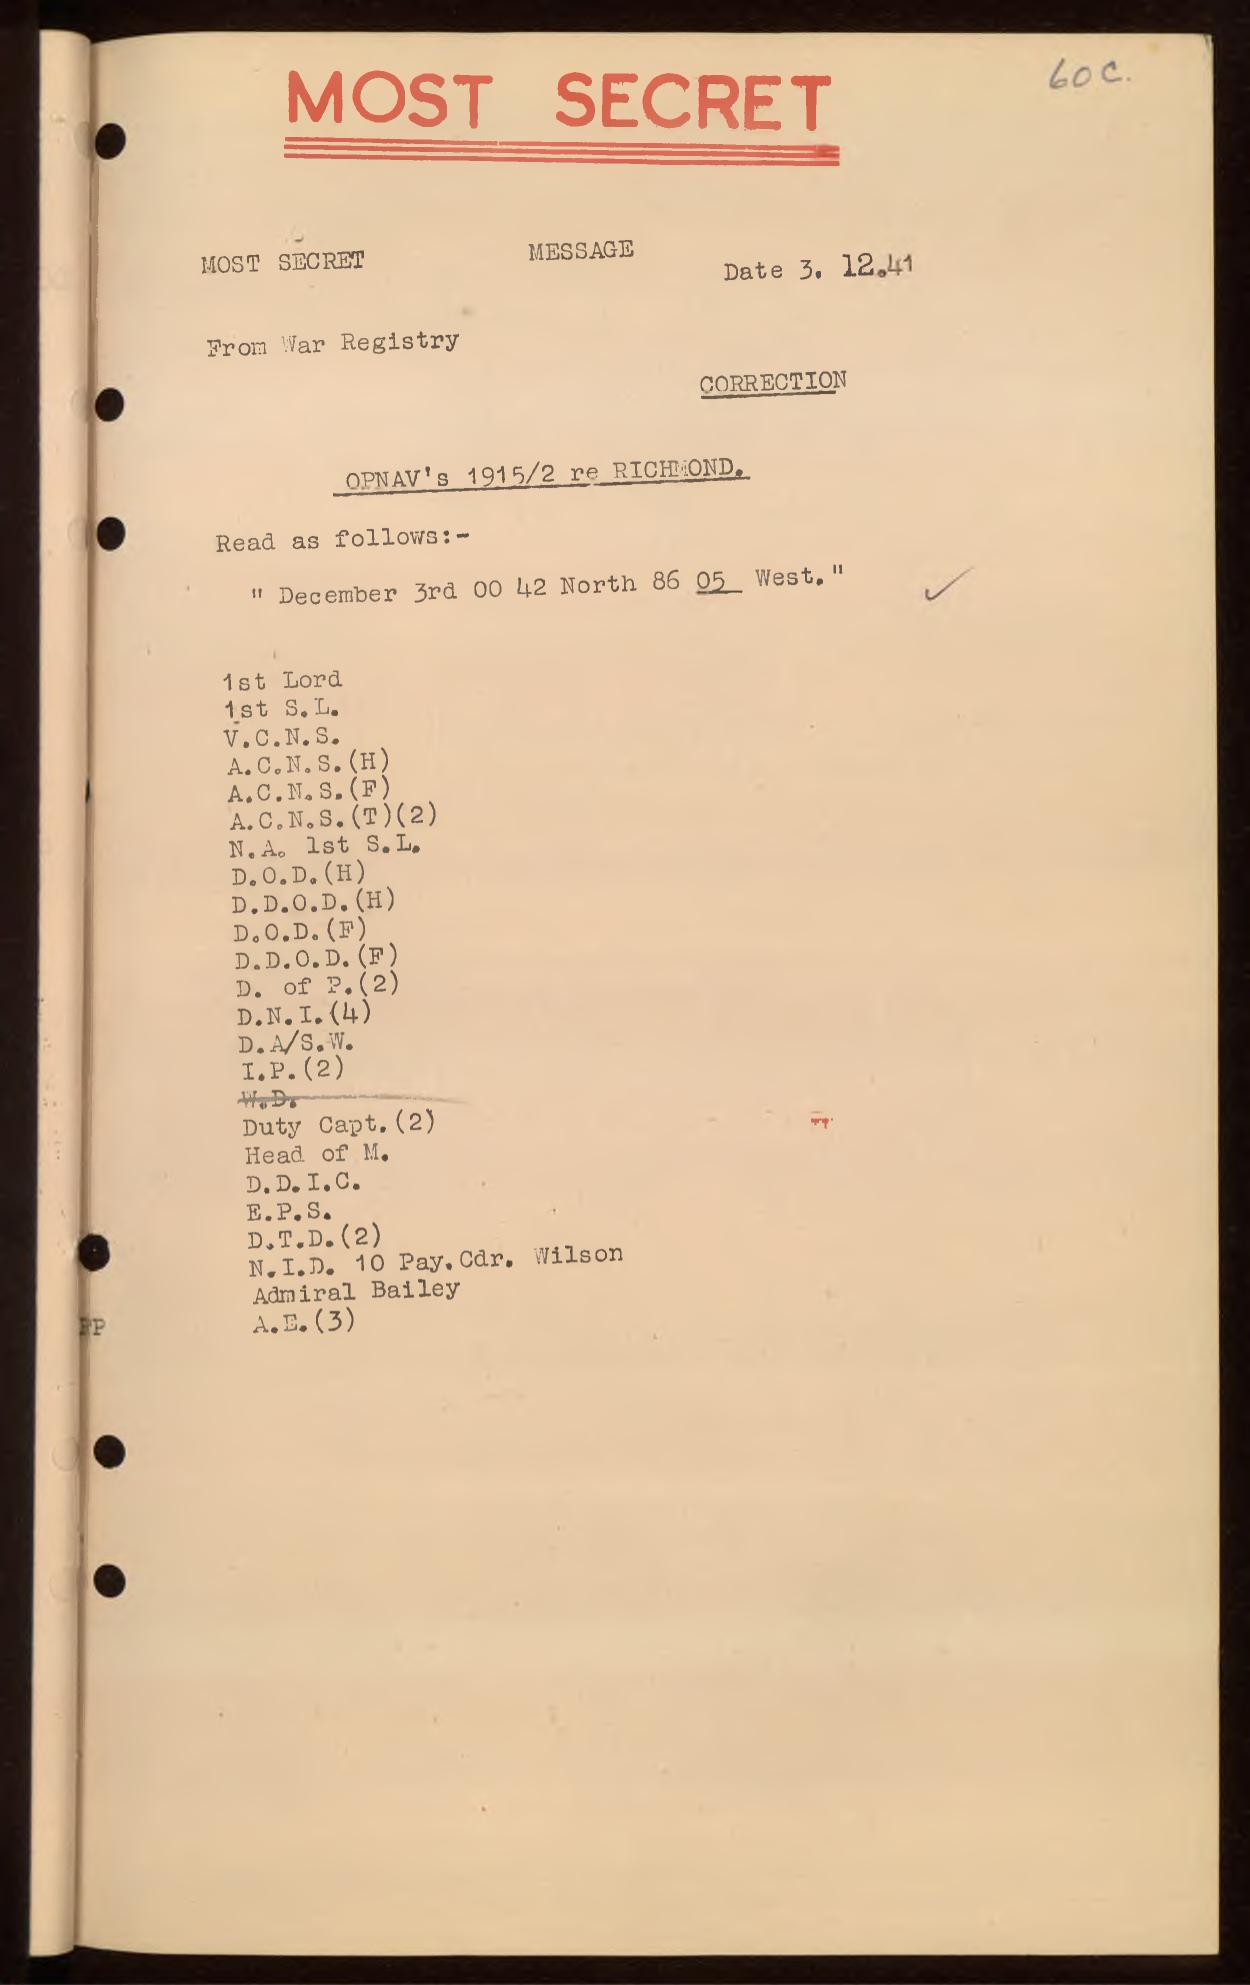 60C.
MOST SECRET
MOST SECRET MESSAGE Date 3. 12.41
From War Registry
CORRECTION
OPNAV's 1915/2 re RICHMOND.
Read as follows:-
" December 3rd 00 42 North 86 05 West."
1st Lord
1st S.L.
V.C.N.S.
A.C.N.S.(H)
A.C.N.S.(F)
A.C.N.S.(T)(2)
N.A. 1st S.L.
D.O.D.(H)
D.D.O.D.(H)
D.O.D.(F)
D.D.O.D.(F)
D. of P.(2)
D.N.I.(4)
D.A/S.W.
I.P.(2)
W.D.
Duty Capt.(2)
Head of M.
D.D.I.C.
E.P.S.
D.T.D.(2)
N.I.D. 10 Pay.Cdr. Wilson
Admiral Bailey
A.E.(3)